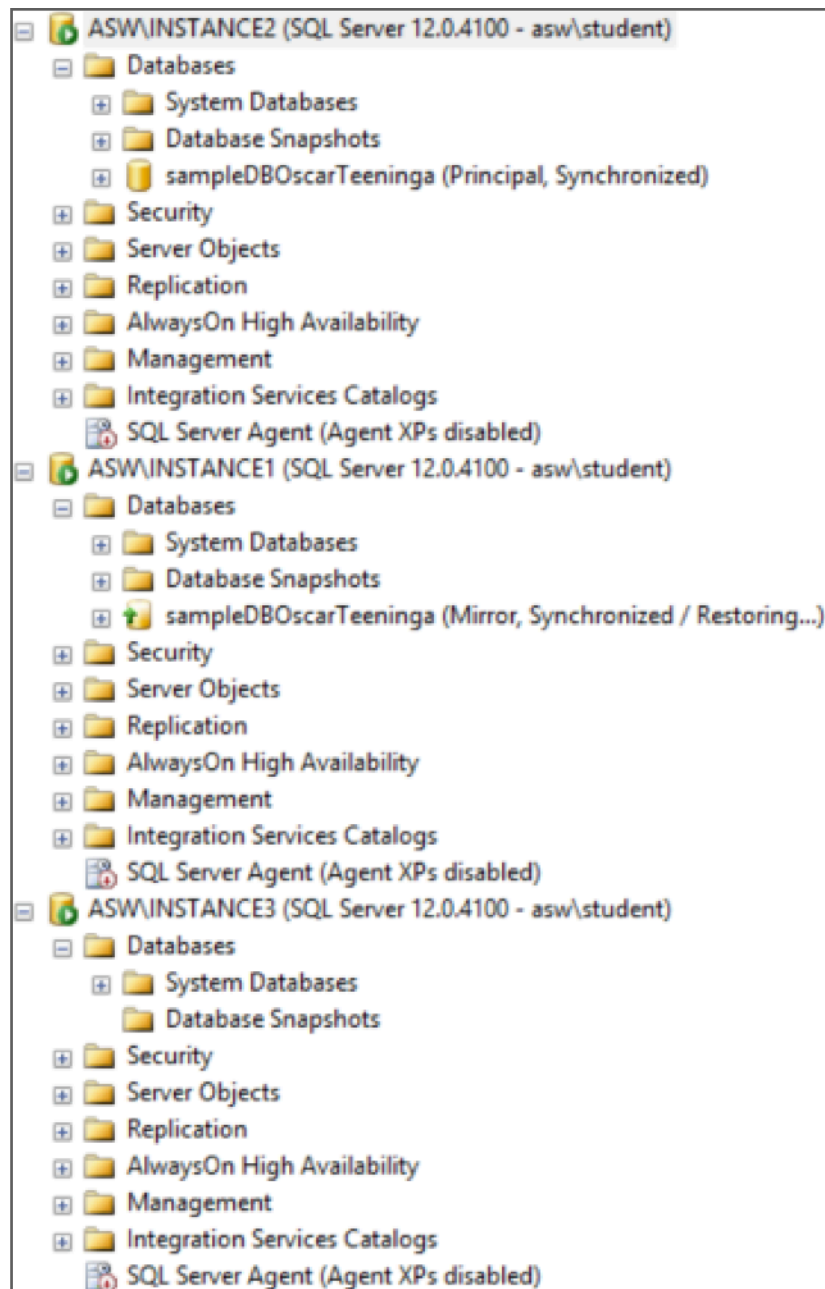 ASW\INSTANCE2 (SQL Server 12.0.4100 - asw\student)
Databases
System Databases
Database Snapshots
sampleDBOscarTeeninga (Principal, Synchronized)
Security
Server Objects
Replication
AlwaysOn High Availability
Management
Integration Services Catalogs
SQL Server Agent (Agent XPs disabled)
ASW\INSTANCE1 (SQL Server 12.0.4100 - asw\student)
Databases
System Databases
Database Snapshots
sampleDBOscarTeeninga (Mirror, Synchronized / Restoring...)
Security
Server Objects
Replication
AlwaysOn High Availability
Management
Integration Services Catalogs
SQL Server Agent (Agent XPs disabled)
ASW\INSTANCE3 (SQL Server 12.0.4100 - asw\student)
Databases
System Databases
Database Snapshots
Security
Server Objects
Replication
AlwaysOn High Availability
Management
Integration Services Catalogs
SQL Server Agent (Agent XPs disabled)